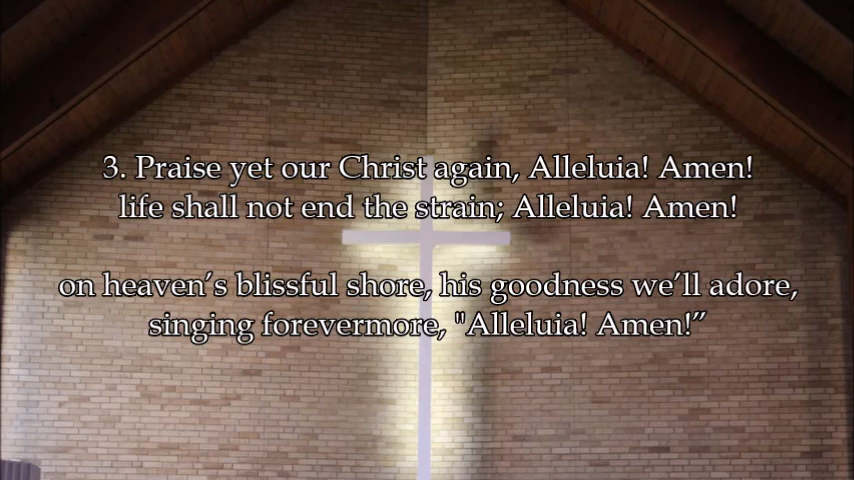 3. Praise yet our Christ again, Alleluia! Amen!
life shall not end the strain; Alleluia! Amen!
on heaven’s blissful shore, his goodness we’ll adore,
singing forevermore, "Alleluia! Amen!”